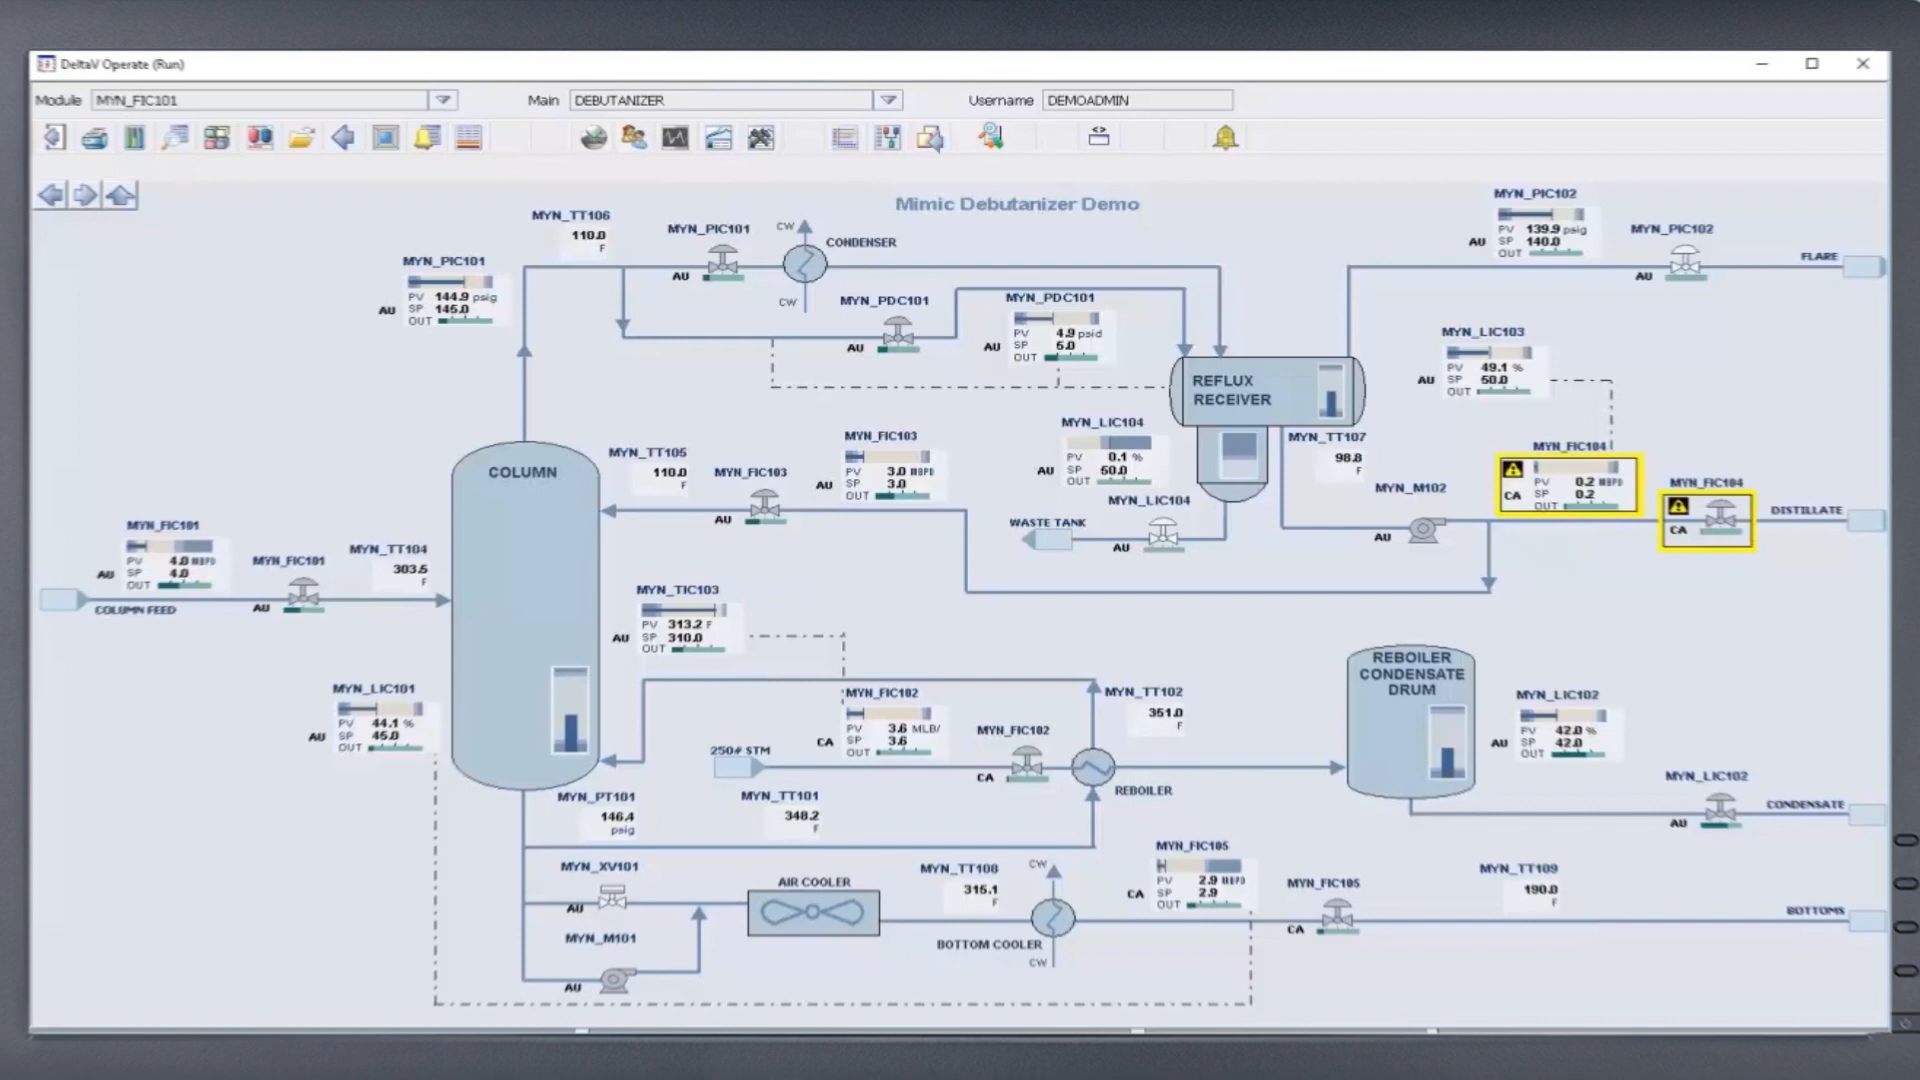 DeltaV Operate (Run)
Module MYN_FIC101 Main DEBUTANIZER Username DEMOADMIN
Mimic Debutanizer Demo
MYN_PIC101
AU
PV 144.9 psig
SP 145.0
OUT
MYN_TT106
110.0
F
MYN_PIC101
AU
CW
CONDENSER
CW
MYN_PDC101
AU
MYN_PDC101
AU
PV 4.9 psid
SP 5.0
OUT
MYN_PIC102
AU
PV 139.9 psig
SP 140.0
OUT
MYN_PIC102
AU
FLARE
MYN_LIC103
AU
PV 49.1 %
SP 50.0
OUT
REFLUX
RECEIVER
MYN_LIC104
AU
PV 0.1 %
SP 50.0
OUT
MYN_LIC104
AU
WASTE TANK
MYN_TT107
98.8
F
MYN_M102
AU
MYN_FIC104
CA
PV 0.2 MBPD
SP 0.2
OUT
MYN_FIC104
CA
DISTILLATE
COLUMN
MYN_TT105
110.0
F
MYN_FIC103
AU
MYN_FIC103
AU
PV 3.0 MBPD
SP 3.0
OUT
MYN_FIC101
AU
PV 4.0 MBPD
SP 4.0
OUT
COLUMN FEED
MYN_FIC101
AU
MYN_TT104
303.5
F
MYN_TIC103
AU
PV 313.2 F
SP 310.0
OUT
MYN_LIC101
AU
PV 44.1 %
SP 45.0
OUT
MYN_FIC102
CA
PV 3.6 MLB/
SP 3.6
OUT
MYN_FIC102
CA
250# STM
MYN_TT102
351.0
F
REBOILER
REBOILER
CONDENSATE
DRUM
MYN_LIC102
AU
PV 42.0 %
SP 42.0
OUT
MYN_LIC102
AU
CONDENSATE
MYN_PT101
146.4
psig
MYN_TT101
348.2
F
MYN_XV101
AU
MYN_M101
AU
AIR COOLER
MYN_TT108
315.1
F
CW
BOTTOM COOLER
CW
MYN_FIC105
CA
PV 2.9 MBPD
SP 2.9
OUT
MYN_FIC105
CA
MYN_TT109
190.0
F
BOTTOMS